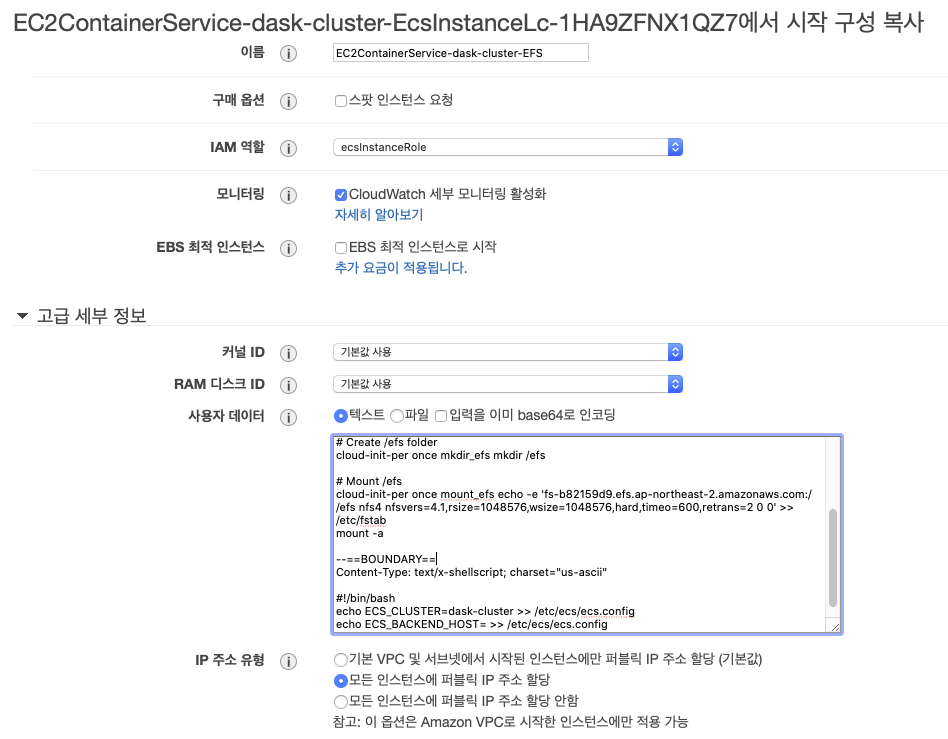 EC2ContainerService-dask-cluster-EcsInstanceLc-1HA9ZFNX1QZ7에서 시작 구성 복사
이름 i EC2ContainerService-dask-cluster-EFS
구매 옵션 i 스팟 인스턴스 요청
IAM 역할 i ecsInstanceRole
모니터링 i CloudWatch 세부 모니터링 활성화
자세히 알아보기
EBS 최적 인스턴스 i EBS 최적 인스턴스로 시작
추가 요금이 적용됩니다.
고급 세부 정보
커널 ID i 기본값 사용
RAM 디스크 ID i 기본값 사용
사용자 데이터 i 텍스트 파일 입력을 이미 base64로 인코딩
# Create /efs folder
cloud-init-per once mkdir_efs mkdir /efs
# Mount /efs
cloud-init-per once mount_efs echo -e 'fs-b82159d9.efs.ap-northeast-2.amazonaws.com:/
/efs nfs4 nfsvers=4.1,rsize=1048576,wsize=1048576,hard,timeo=600,retrans=2 0 0' >>
/etc/fstab
mount -a
--==BOUNDARY==
Content-Type: text/x-shellscript; charset="us-ascii"
#!/bin/bash
echo ECS_CLUSTER=dask-cluster >> /etc/ecs/ecs.config
echo ECS_BACKEND_HOST= >> /etc/ecs/ecs.config
IP 주소 유형 i 기본 VPC 및 서브넷에서 시작된 인스턴스에만 퍼블릭 IP 주소 할당 (기본값)
모든 인스턴스에 퍼블릭 IP 주소 할당
모든 인스턴스에 퍼블릭 IP 주소 할당 안함
참고: 이 옵션은 Amazon VPC로 시작한 인스턴스에만 적용 가능